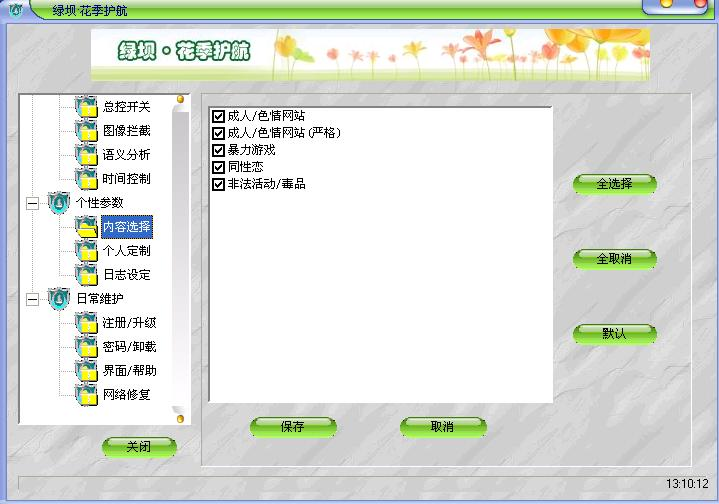 绿坝·花季护航
绿坝·花季护航
总控开关
图像拦截
语义分析
时间控制
个性参数
内容选择
个人定制
日志设定
日常维护
注册/升级
密码/卸载
界面/帮助
网络修复
关闭
成人/色情网站
成人/色情网站(严格)
暴力游戏
同性恋
非法活动/毒品
全选择
全取消
默认
保存
取消
13:10:12